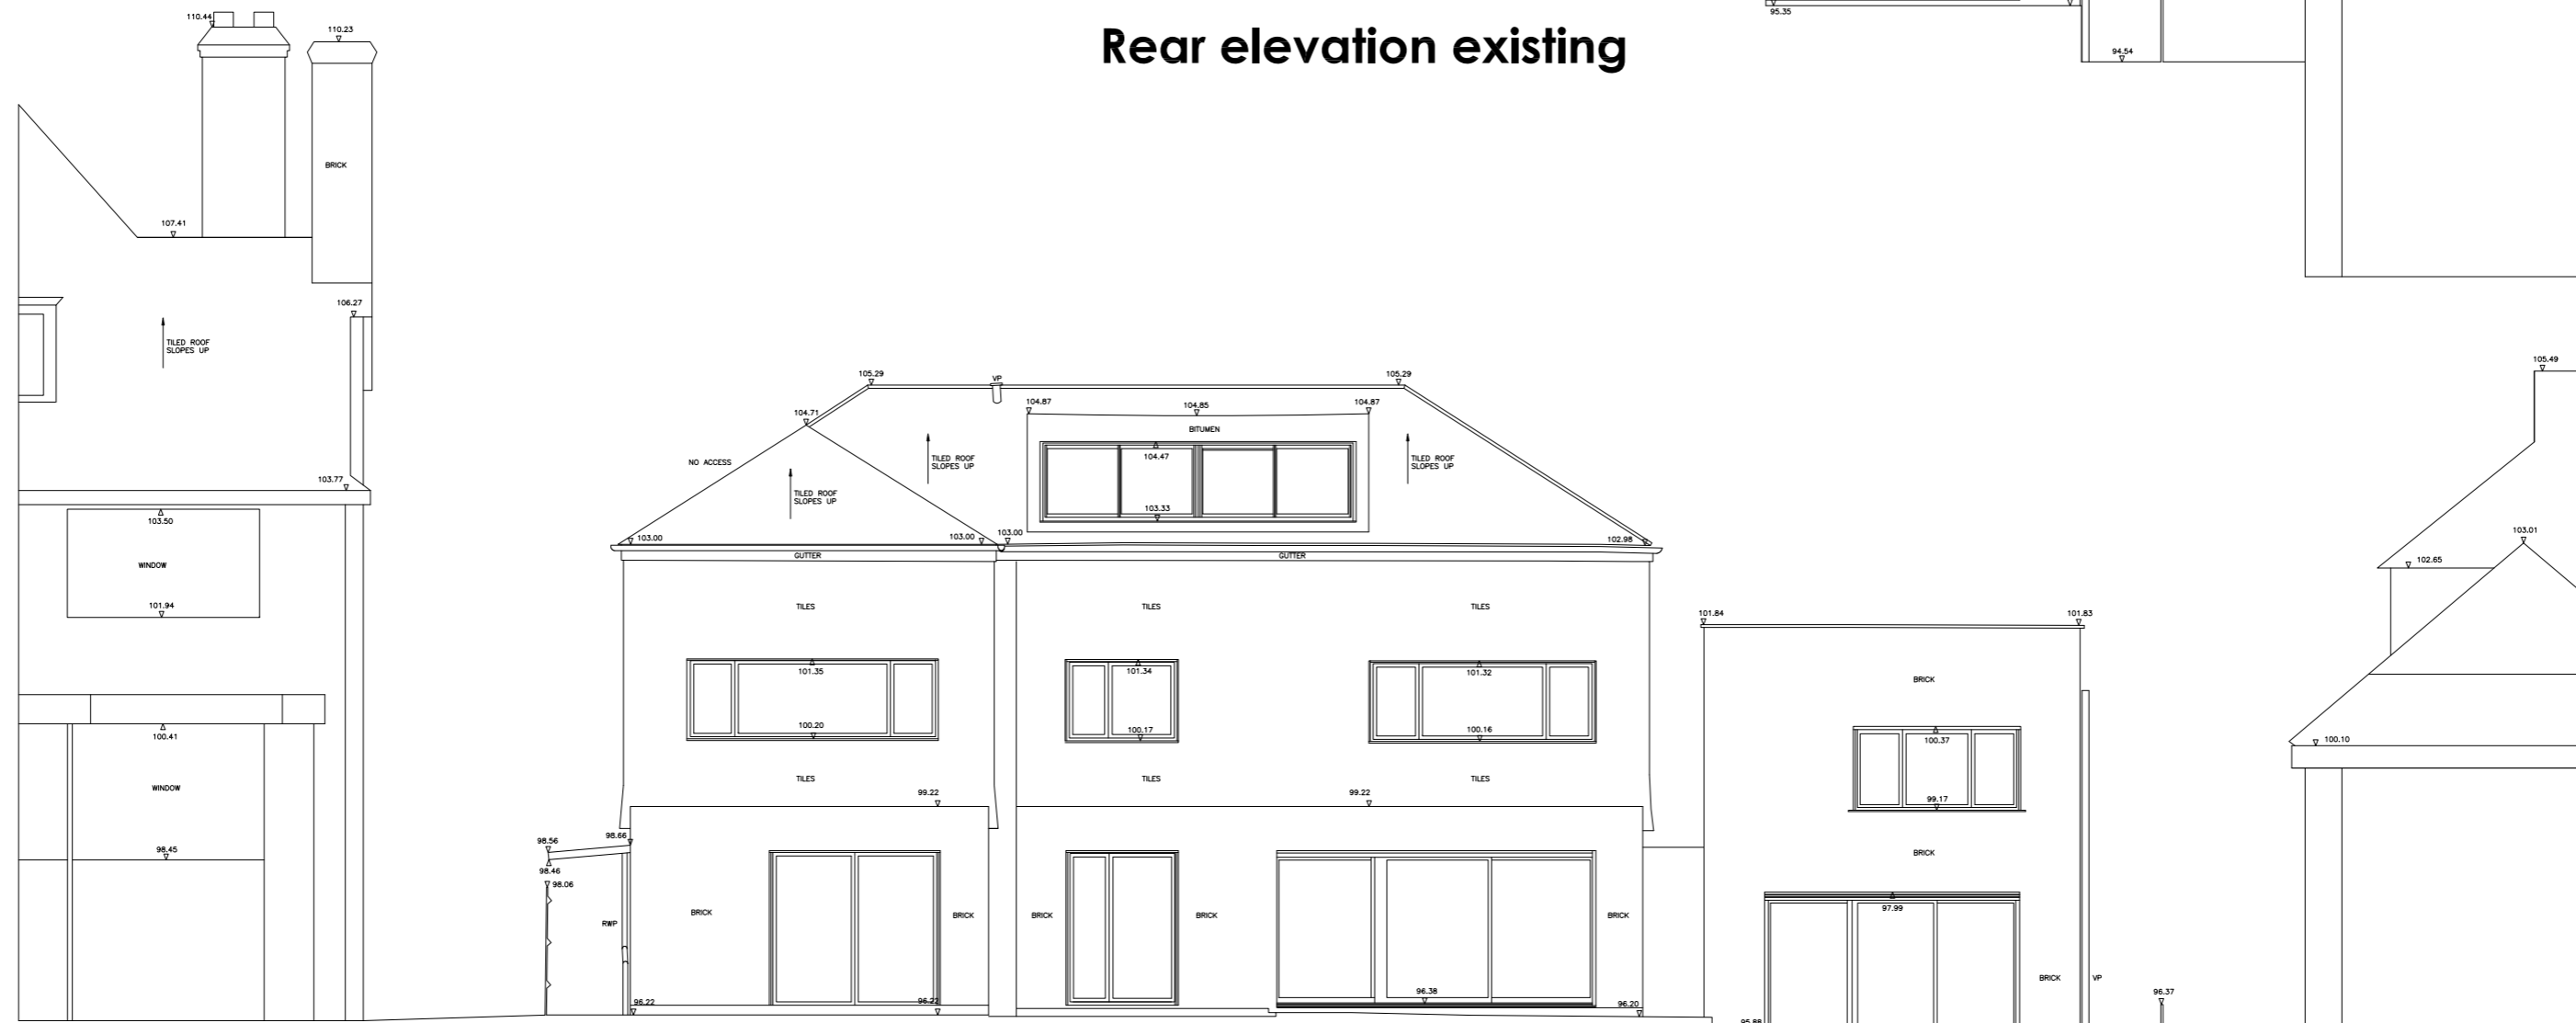 Rear elevation existing
95.35
94.54
110.44
110.23
BRICK
107.41
106.27
TILED ROOF
SLOPES UP
103.77
103.50
WINDOW
101.94
100.41
WINDOW
98.45
105.29
VP
105.29
104.71
104.87
104.85
104.87
BITUMEN
NO ACCESS
TILED ROOF
SLOPES UP
TILED ROOF
SLOPES UP
104.47
103.33
TILED ROOF
SLOPES UP
103.00
103.00
103.00
102.98
GUTTER
GUTTER
TILES
TILES
TILES
101.35
101.34
101.32
100.20
100.17
100.16
TILES
TILES
TILES
99.22
99.22
98.56
98.66
98.46
98.06
RWP
BRICK
BRICK
BRICK
BRICK
BRICK
96.22
96.22
96.38
96.20
101.84
101.83
BRICK
100.37
99.17
BRICK
97.99
BRICK
VP
96.37
95.88
105.49
103.01
102.65
100.10